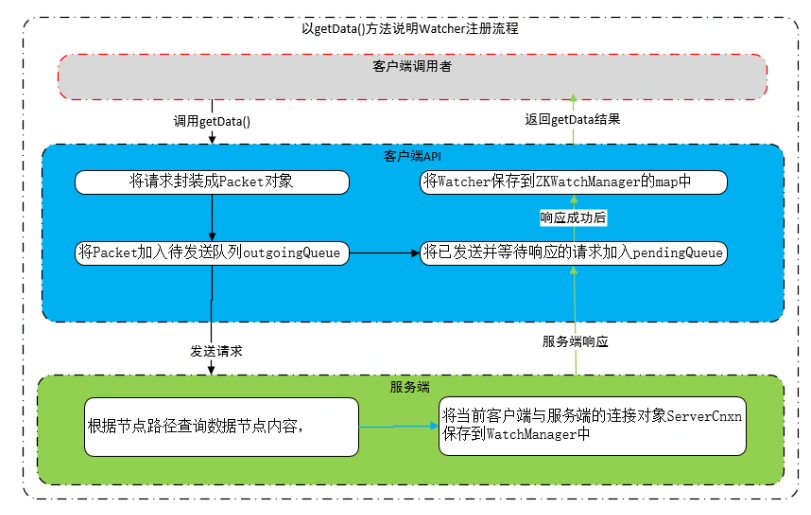 以getData()方法说明Watcher注册流程
客户端调用者
调用getData()
返回getData结果
客户端API
将请求封装成Packet对象
将Watcher保存到ZKWatchManager的map中
响应成功后
将Packet加入待发送队列outgoingQueue
将已发送并等待响应的请求加入pendingQueue
发送请求
服务端响应
服务端
根据节点路径查询数据节点内容，
将当前客户端与服务端的连接对象ServerCnxn
保存到WatchManager中